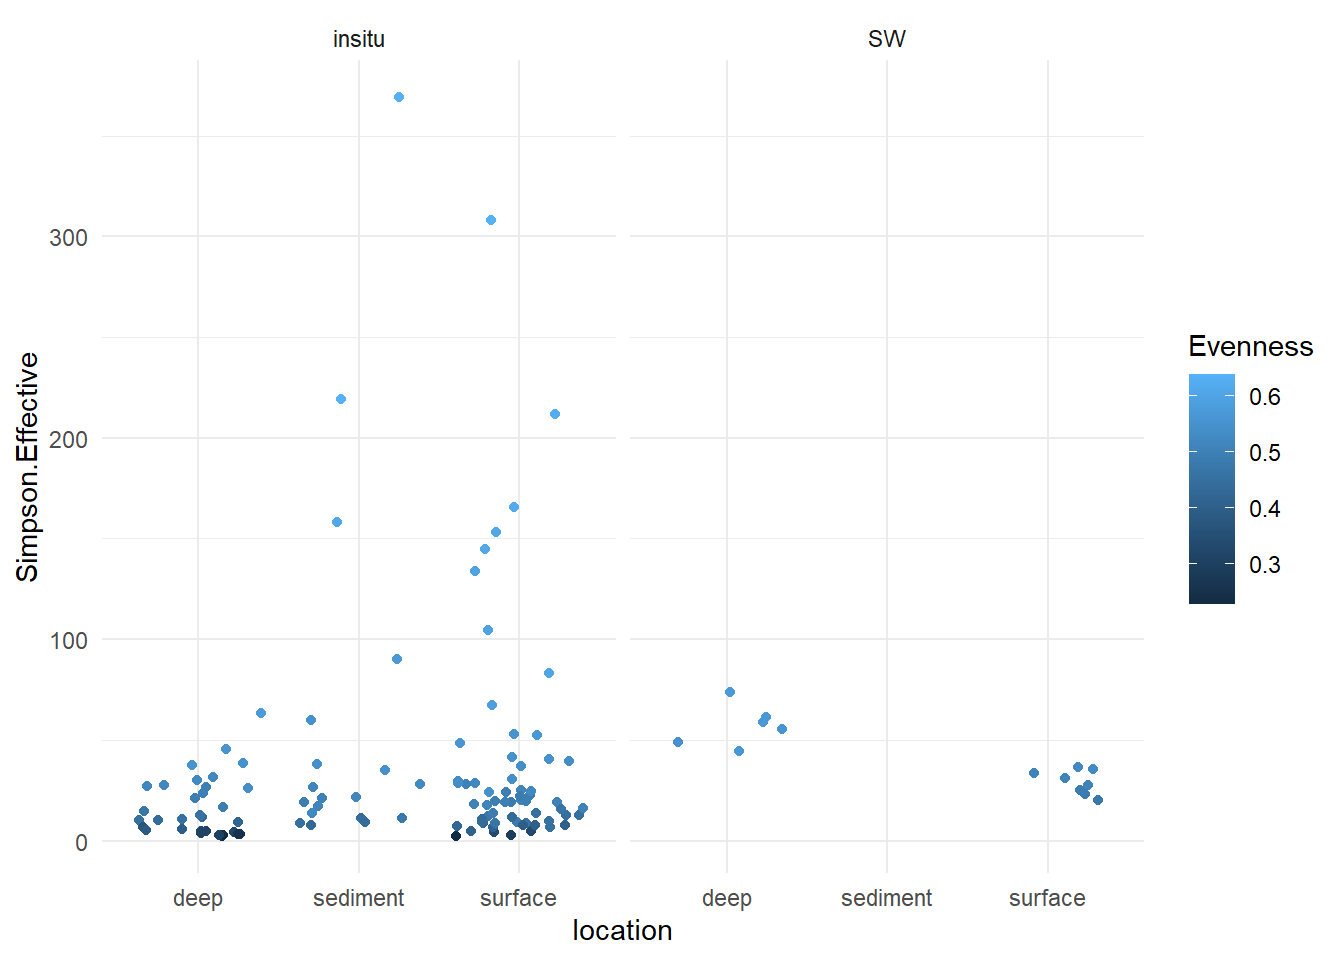 insitu
SW
300
200
100
0
Simpson.Effective
deep
sediment
surface
deep
sediment
surface
location
Evenness
0.6
0.5
0.4
0.3